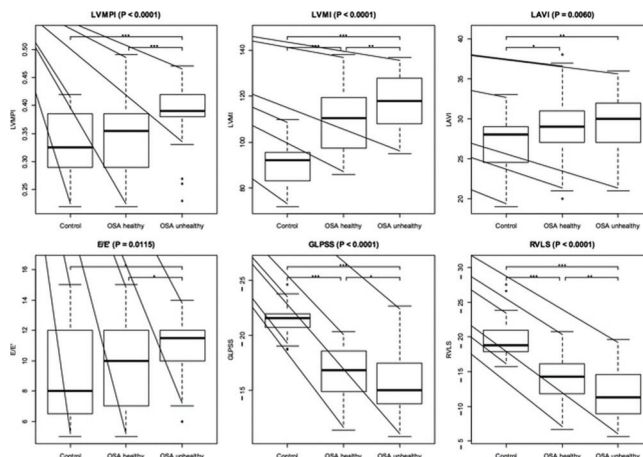 LVMPI (P < 0.0001)
LVMI (P < 0.0001)
LAVI (P = 0.0060)
***
***
***
***
**
**
*
LVMPI
0.50
0.45
0.40
0.35
0.30
0.25
LVMI
140
120
100
80
LAVI
40
35
30
25
20
Control OSA healthy OSA unhealthy
Control OSA healthy OSA unhealthy
Control OSA healthy OSA unhealthy
E/E' (P = 0.0115)
GLPSS (P < 0.0001)
RVLS (P < 0.0001)
*
*
***
***
*
***
***
**
E/E'
16
14
12
10
8
6
GLPSS
− 25
− 20
− 15
RVLS
− 30
− 25
− 20
− 15
− 10
− 5
Control OSA healthy OSA unhealthy
Control OSA healthy OSA unhealthy
Control OSA healthy OSA unhealthy